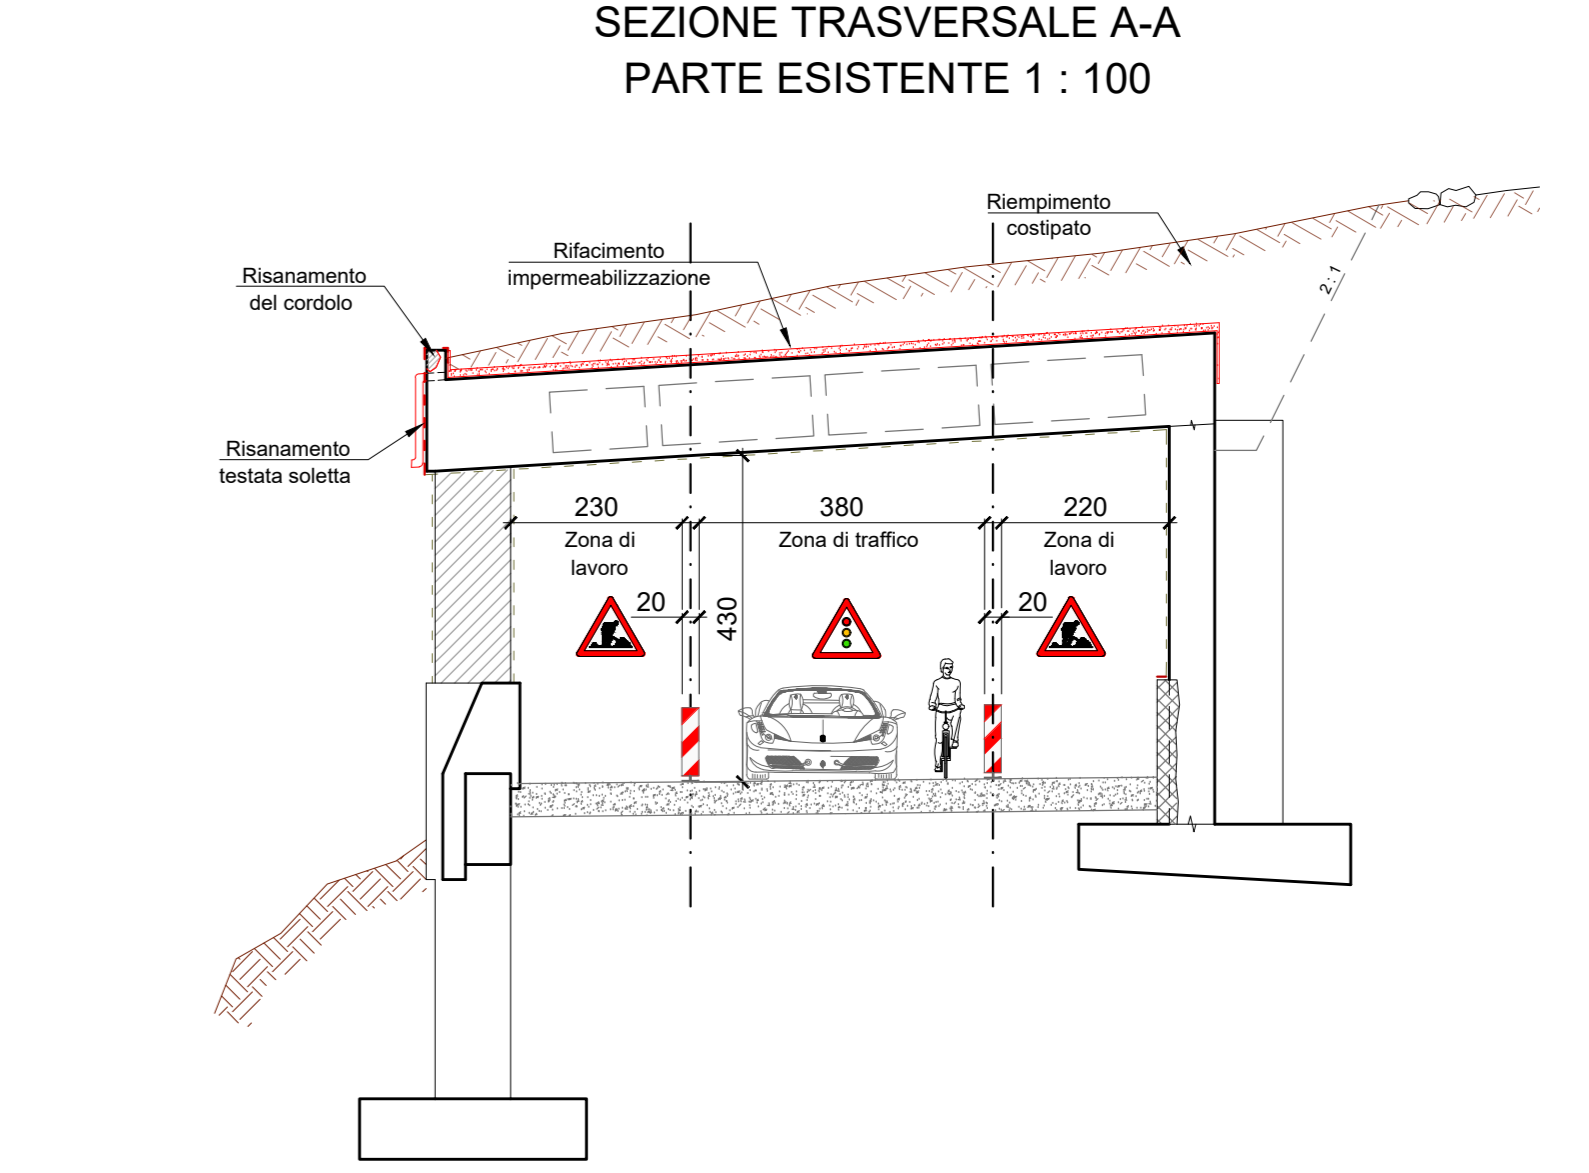 SEZIONE TRASVERSALE A-A
PARTE ESISTENTE 1 : 100
Riempimento
costipato
Rifacimento
impermeabilizzazione
Risanamento
del cordolo
2:1
Risanamento
testata soletta
230
380
220
Zona di
lavoro
Zona di traffico
Zona di
lavoro
20
430
20